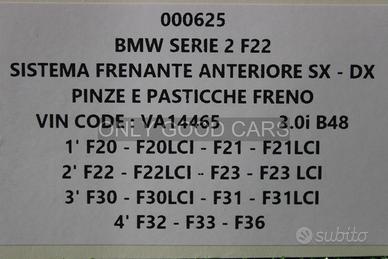 000625
BMW SERIE 2 F22
SISTEMA FRENANTE ANTERIORE SX - DX
PINZE E PASTICCHE FRENO
VIN CODE : VA14465 2.0i B48
ONLY GOOD CARS
1' F20 - F20LCI - F21 - F21LCI
2' F22 - F22LCI - F23 - F23 LCI
3' F30 - F30LCI - F31 - F31LCI
4' F32 - F33 - F36
subito